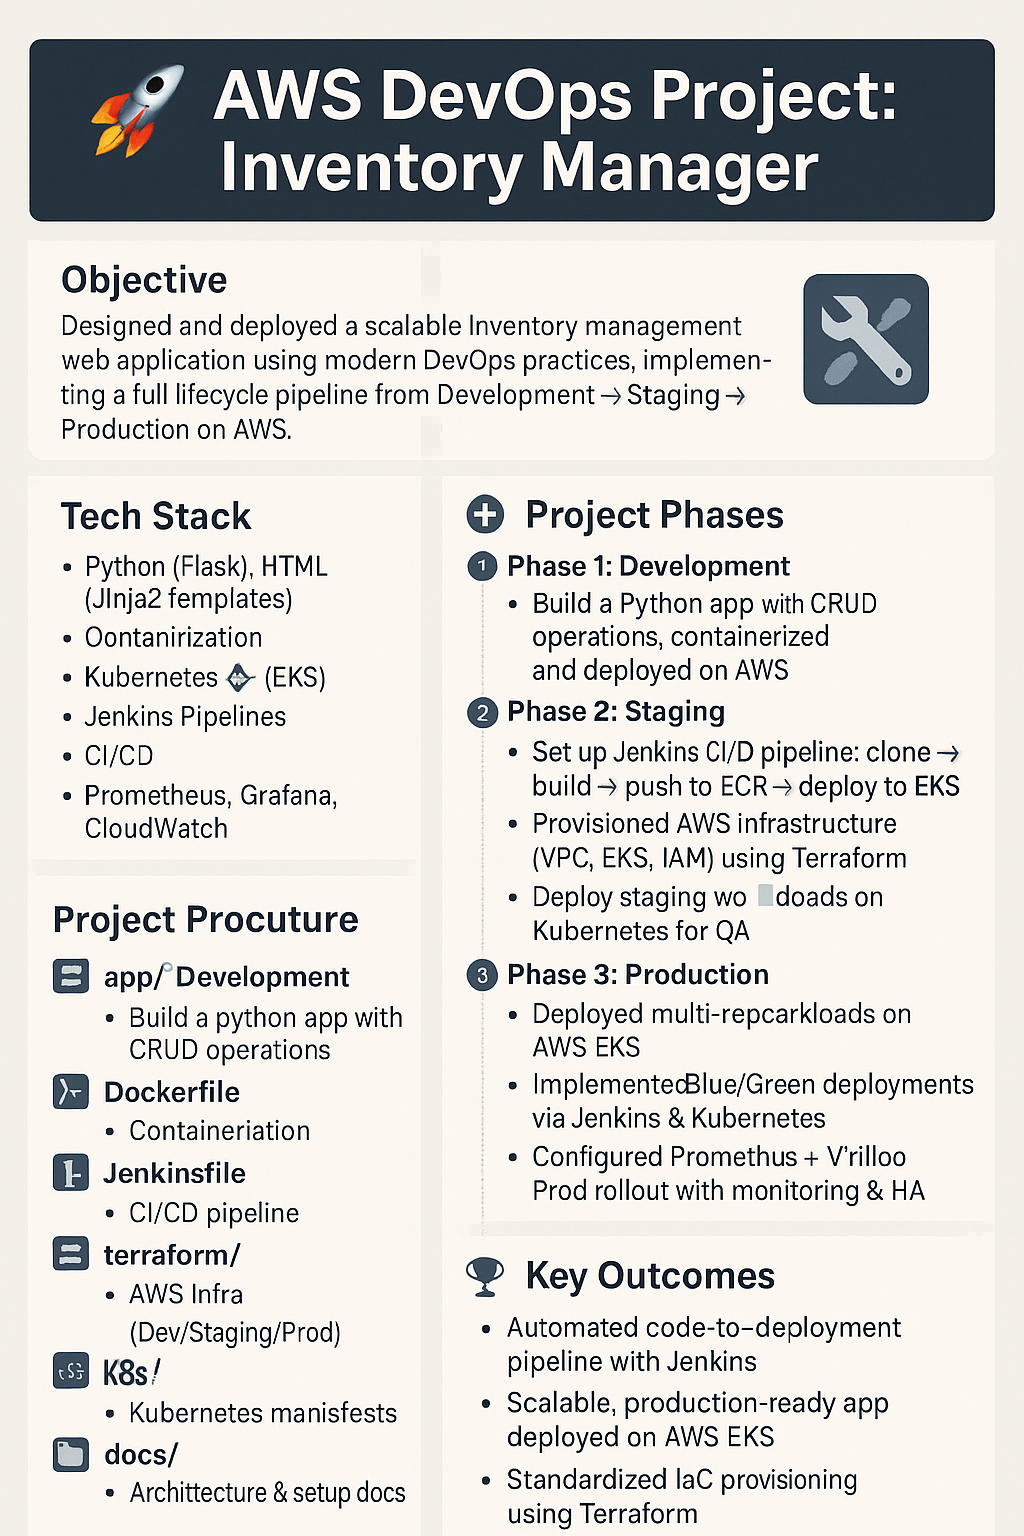 AWS DevOps Project:
Inventory Manager
Objective
Designed and deployed a scalable Inventory management
web application using modern DevOps practices, implemen-
ting a full lifecycle pipeline from Development → Staging →
Production on AWS.
Tech Stack
• Python (Flask), HTML
(JInja2 femplates)
• Oontanirization
• Kubernetes (EKS)
• Jenkins Pipelines
• CI/CD
• Prometheus, Grafana,
CloudWatch
Project Procuture
app/ Development
• Build a python app with
CRUD operations
Dockerfile
• Containeriation
Jenkinsfile
• CI/CD pipeline
terraform/
• AWS Infra
(Dev/Staging/Prod)
K8s/
• Kubernetes manisfests
docs/
• Archittecture & setup docs
Project Phases
1 Phase 1: Development
• Build a Python app with CRUD
operations, containerized
and deployed on AWS
2 Phase 2: Staging
• Set up Jenkins CI/D pipeline: clone →
build → push to ECR → deploy to EKS
• Provisioned AWS infrastructure
(VPC, EKS, IAM) using Terraform
• Deploy staging wo doads on
Kubernetes for QA
3 Phase 3: Production
• Deployed multi-repcarkloads on
AWS EKS
• ImplementedBlue/Green deployments
via Jenkins & Kubernetes
• Configured Promethus + V'rilloo
Prod rollout with monitoring & HA
Key Outcomes
• Automated code-to-deployment
pipeline with Jenkins
• Scalable, production-ready app
deployed on AWS EKS
• Standardized IaC provisioning
using Terraform